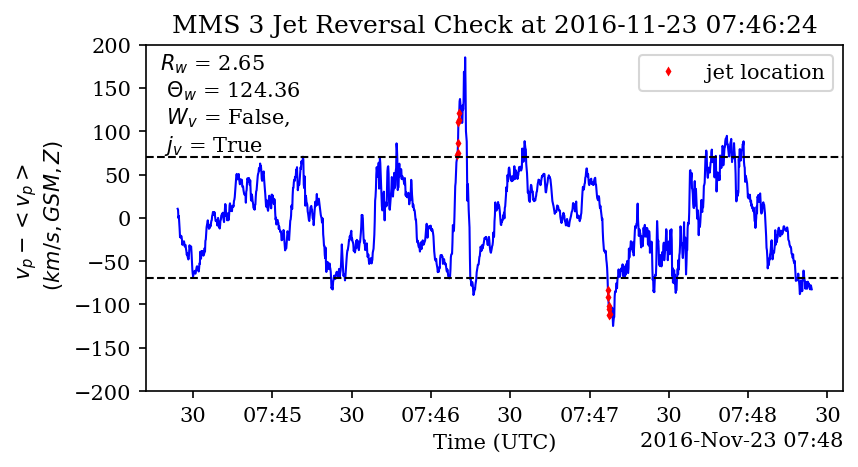 MMS 3 Jet Reversal Check at 2016-11-23 07:46:24
R_w = 2.65
Θ_w = 124.36
W_v = False,
j_v = True
jet location
v_p − <v_p>
(km/s, GSM, Z)
200
150
100
50
0
−50
−100
−150
−200
30 07:45 30 07:46 30 07:47 30 07:48 30
Time (UTC)
2016-Nov-23 07:48